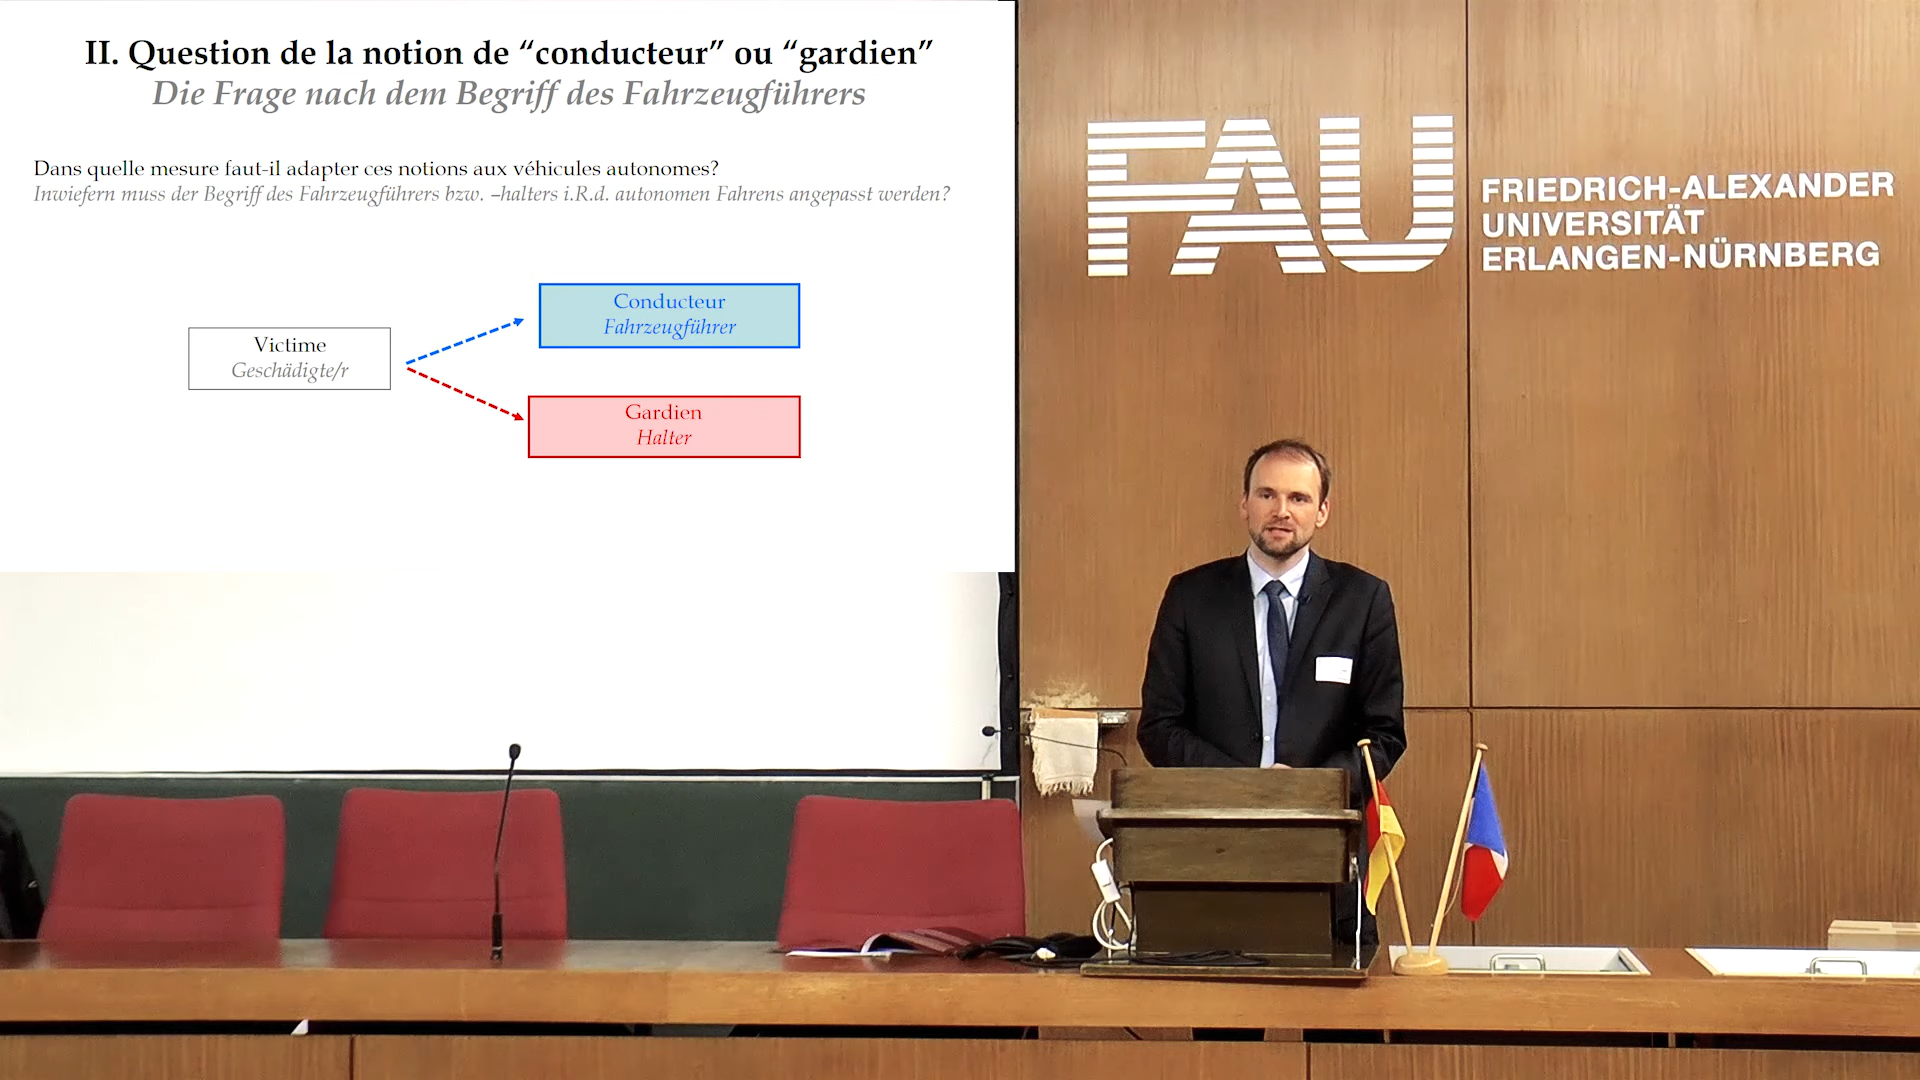 II. Question de la notion de “conducteur” ou “gardien”
Die Frage nach dem Begriff des Fahrzeugführers
Dans quelle mesure faut-il adapter ces notions aux véhicules autonomes?
Inwiefern muss der Begriff des Fahrzeugführers bzw. –halters i.R.d. autonomen Fahrens angepasst werden?
Conducteur
Fahrzeugführer
Victime
Geschädigte/r
Gardien
Halter
FAU
FRIEDRICH-ALEXANDER
UNIVERSITÄT
ERLANGEN-NÜRNBERG